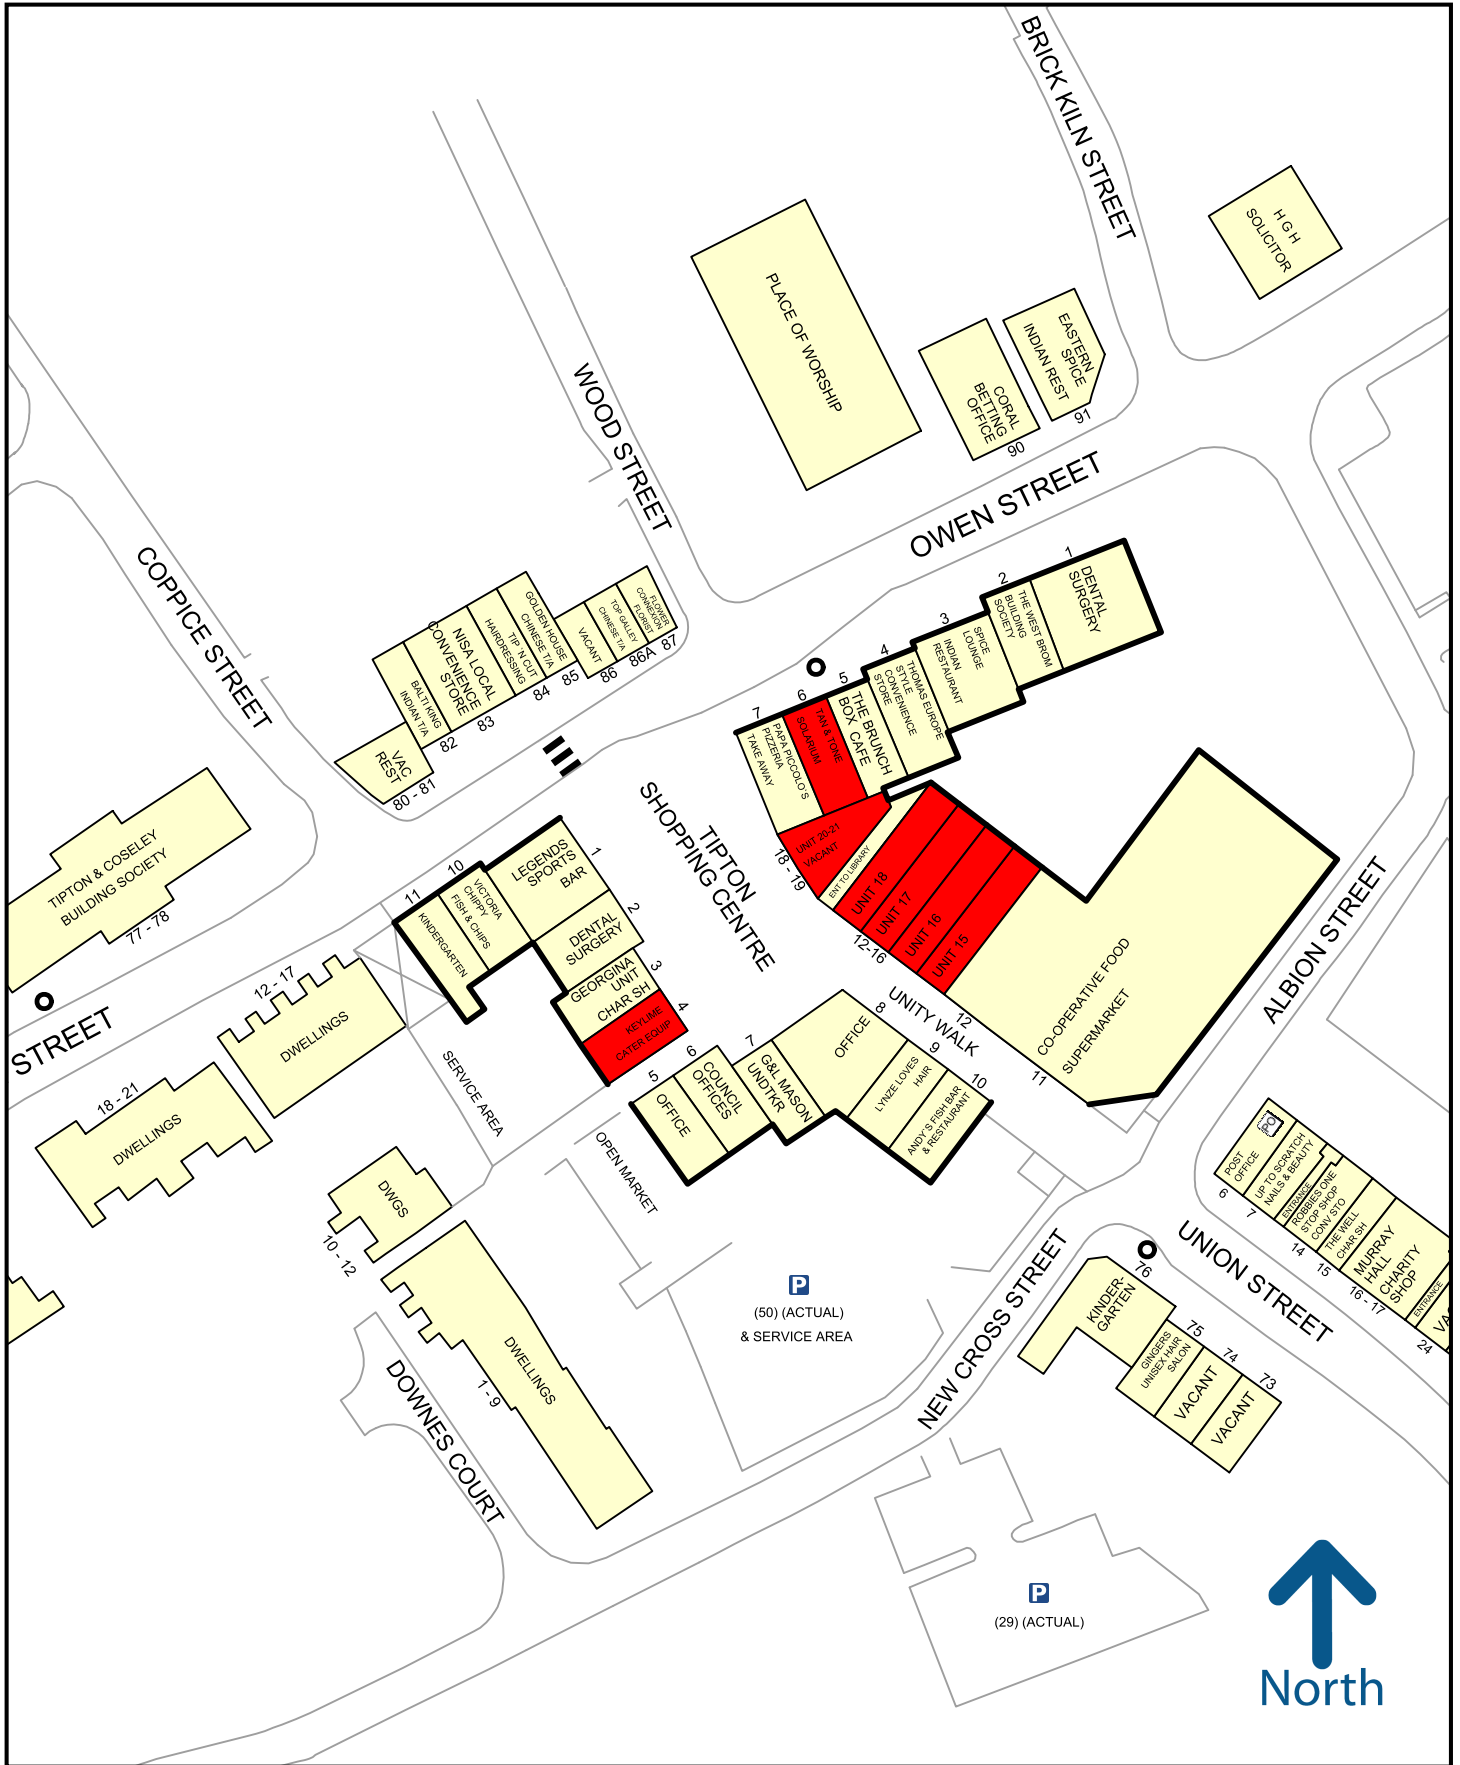 BRICK KILN STREET
H G H
SOLICITOR
PLACE OF WORSHIP
EASTERN
SPICE
INDIAN REST
91
CORAL
BETTING
OFFICE
90
WOOD STREET
OWEN STREET
COPPICE STREET
1
DENTAL
SURGERY
2
THE WEST BROM
BUILDING
SOCIETY
3
SPICE
LOUNGE
INDIAN
RESTAURANT
4
THOMAS EUROPE
STYLE
CONVENIENCE
STORE
5
THE BRUNCH
BOX CAFE
6
TAN & TONE
SOLARIUM
7
PAPA PICCOLO'S
PIZZERIA
TAKE AWAY
FLOWER
CONNEXION
FLORIST
87
TOP GALLEY
CHINESE T/A
86A
VACANT
86
GOLDEN HOUSE
CHINESE T/A
85
TIP 'N CUT
HAIRDRESSING
84
NISA LOCAL
CONVENIENCE
STORE
83
BALTI KING
INDIAN T/A
82
VAC
REST
80 - 81
TIPTON & COSELEY
BUILDING SOCIETY
77 - 78
TIPTON
SHOPPING CENTRE
UNIT 20-21
VACANT
18 - 19
ENT TO LIBRARY
UNIT 18
UNIT 17
UNIT 16
UNIT 15
12-16
CO-OPERATIVE FOOD
SUPERMARKET
12
11
UNITY WALK
ALBION STREET
LEGENDS
SPORTS
BAR
1
10
VICTORIA
CHIPPY
FISH & CHIPS
11
KINDERGARTEN
2
DENTAL
SURGERY
3
GEORGINA
UNIT
CHAR SH
4
KEYLINE
CATER EQUIP
STREET
12 - 17
DWELLINGS
18 - 21
DWELLINGS
SERVICE AREA
OPEN MARKET
5
OFFICE
6
COUNCIL
OFFICES
7
G&L MASON
UNDTKR
8
OFFICE
9
LYNZE LOVES
HAIR
10
ANDY'S FISH BAR
& RESTAURANT
DWGS
10 - 12
DWELLINGS
1 - 9
DOWNES COURT
P
(50) (ACTUAL)
& SERVICE AREA
NEW CROSS STREET
UNION STREET
PO
POST
OFFICE
6
UP TO SCRATCH
NAILS & BEAUTY
7
ENTRANCE
ROBBIES ONE
STOP SHOP
CONV STO
14
THE WELL
CHAR SH
15
MURRAY
HALL
CHARITY
SHOP
16 - 17
ENTRANCE
VA
24
76
KINDER-
GARTEN
75
GINGERS
UNISEX HAIR
SALON
74
VACANT
73
VACANT
P
(29) (ACTUAL)
North